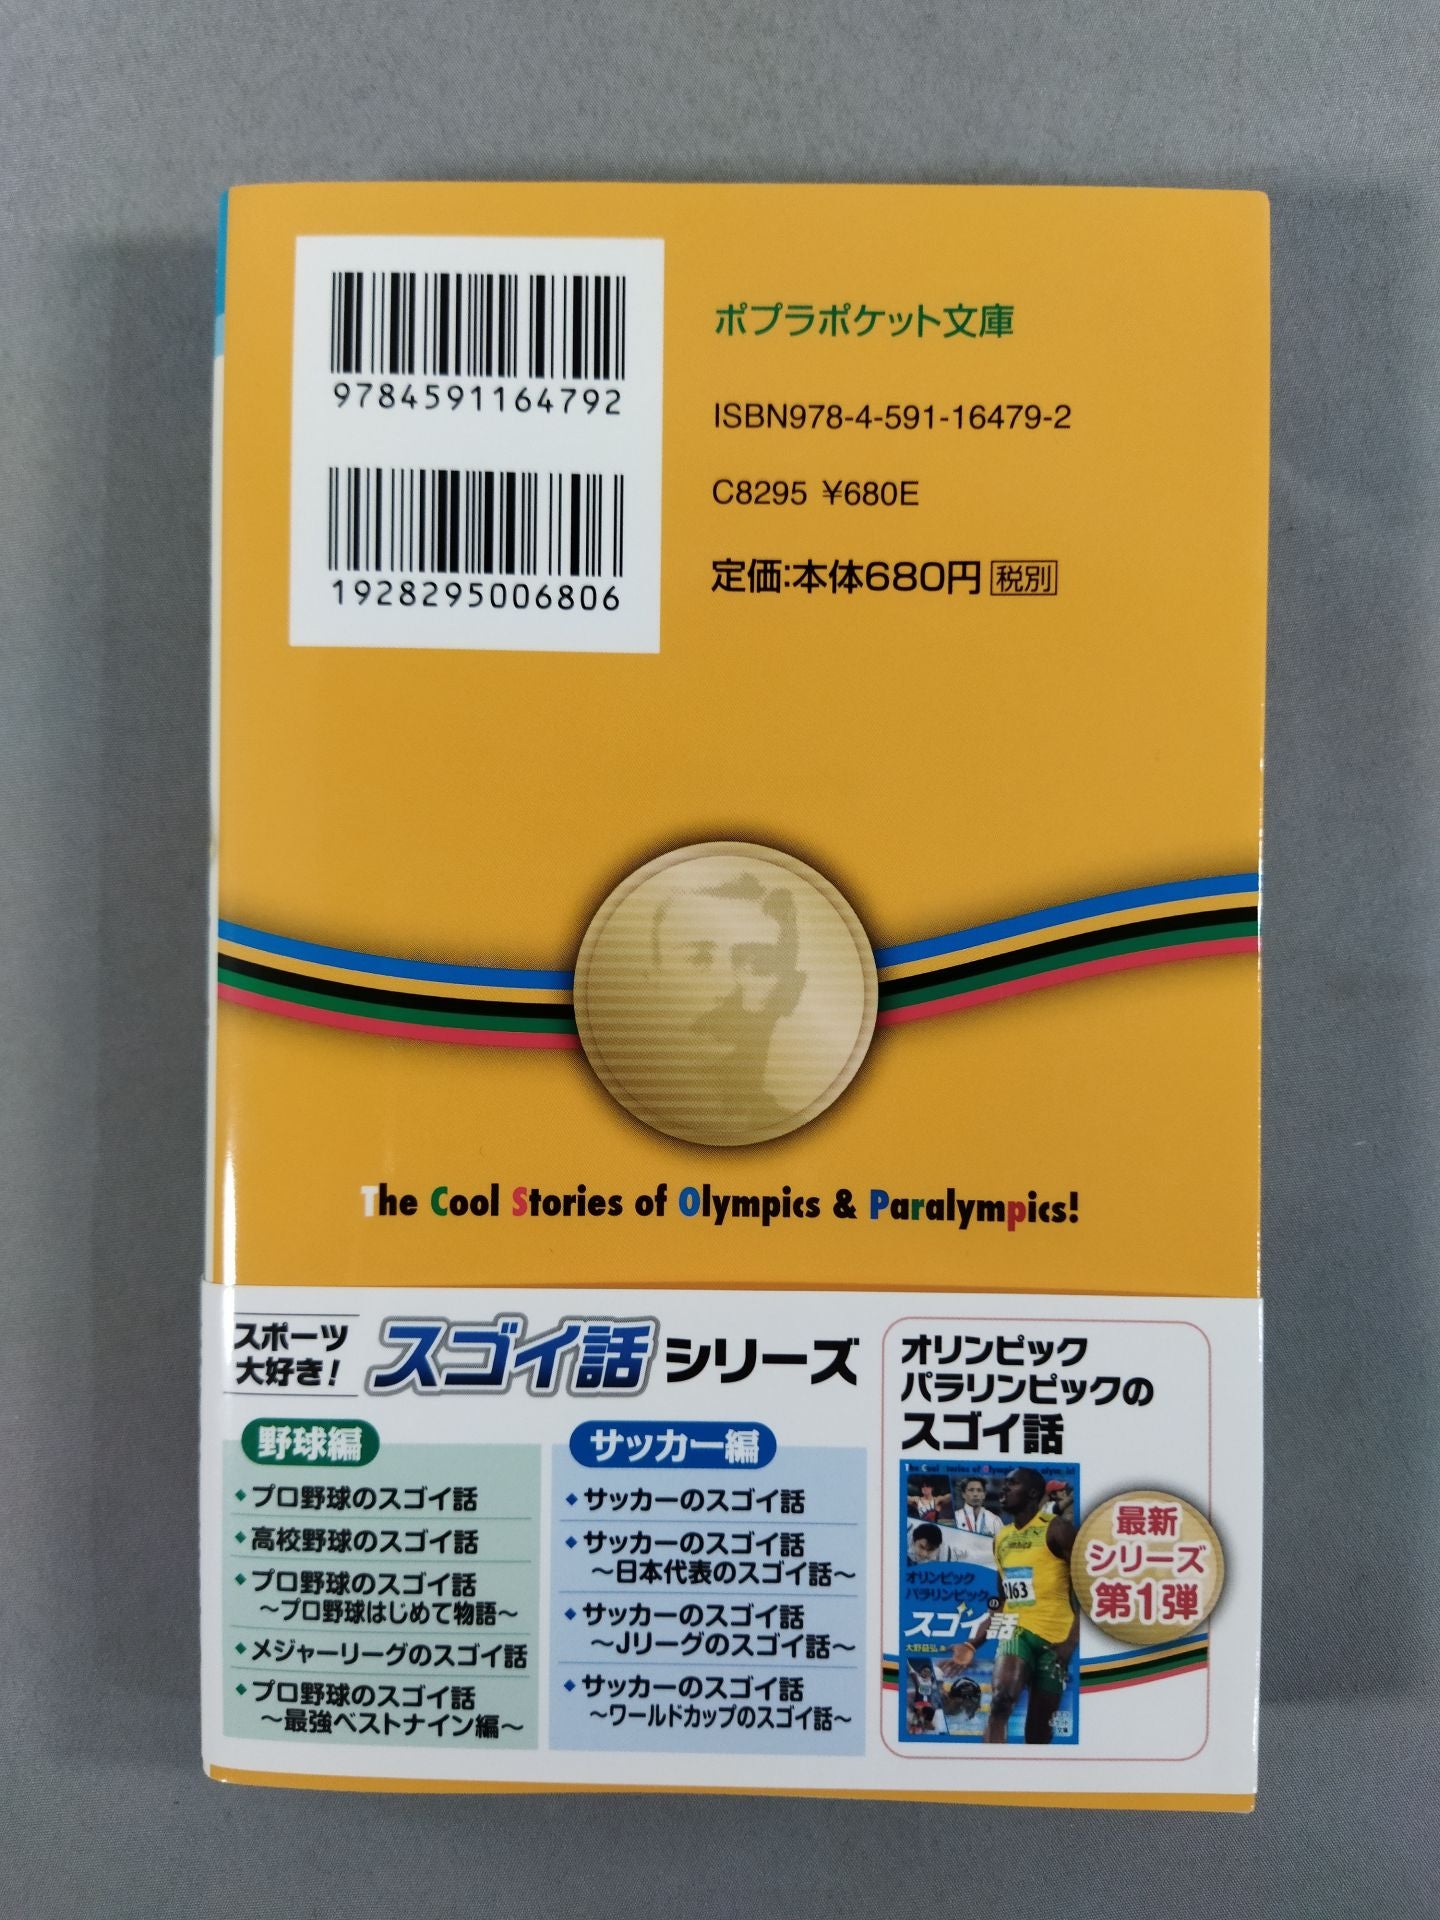 9784591164792
1928295006806
ポプラポケット文庫
ISBN978-4-591-16479-2
C8295 ¥680E
定価:本体680円 税別
The Cool Stories of Olympics & Paralympics!
スポーツ
大好き!
スゴイ話 シリーズ
野球編
◆プロ野球のスゴイ話
◆高校野球のスゴイ話
◆プロ野球のスゴイ話
～プロ野球はじめて物語～
◆メジャーリーグのスゴイ話
◆プロ野球のスゴイ話
～最強ベストナイン編～
サッカー編
◆サッカーのスゴイ話
◆サッカーのスゴイ話
～日本代表のスゴイ話～
◆サッカーのスゴイ話
～Jリーグのスゴイ話～
◆サッカーのスゴイ話
～ワールドカップのスゴイ話～
オリンピック
パラリンピックの
スゴイ話
オリンピック
パラリンピックの
スゴイ話
大野益弘
2163
最新
シリーズ
第1弾